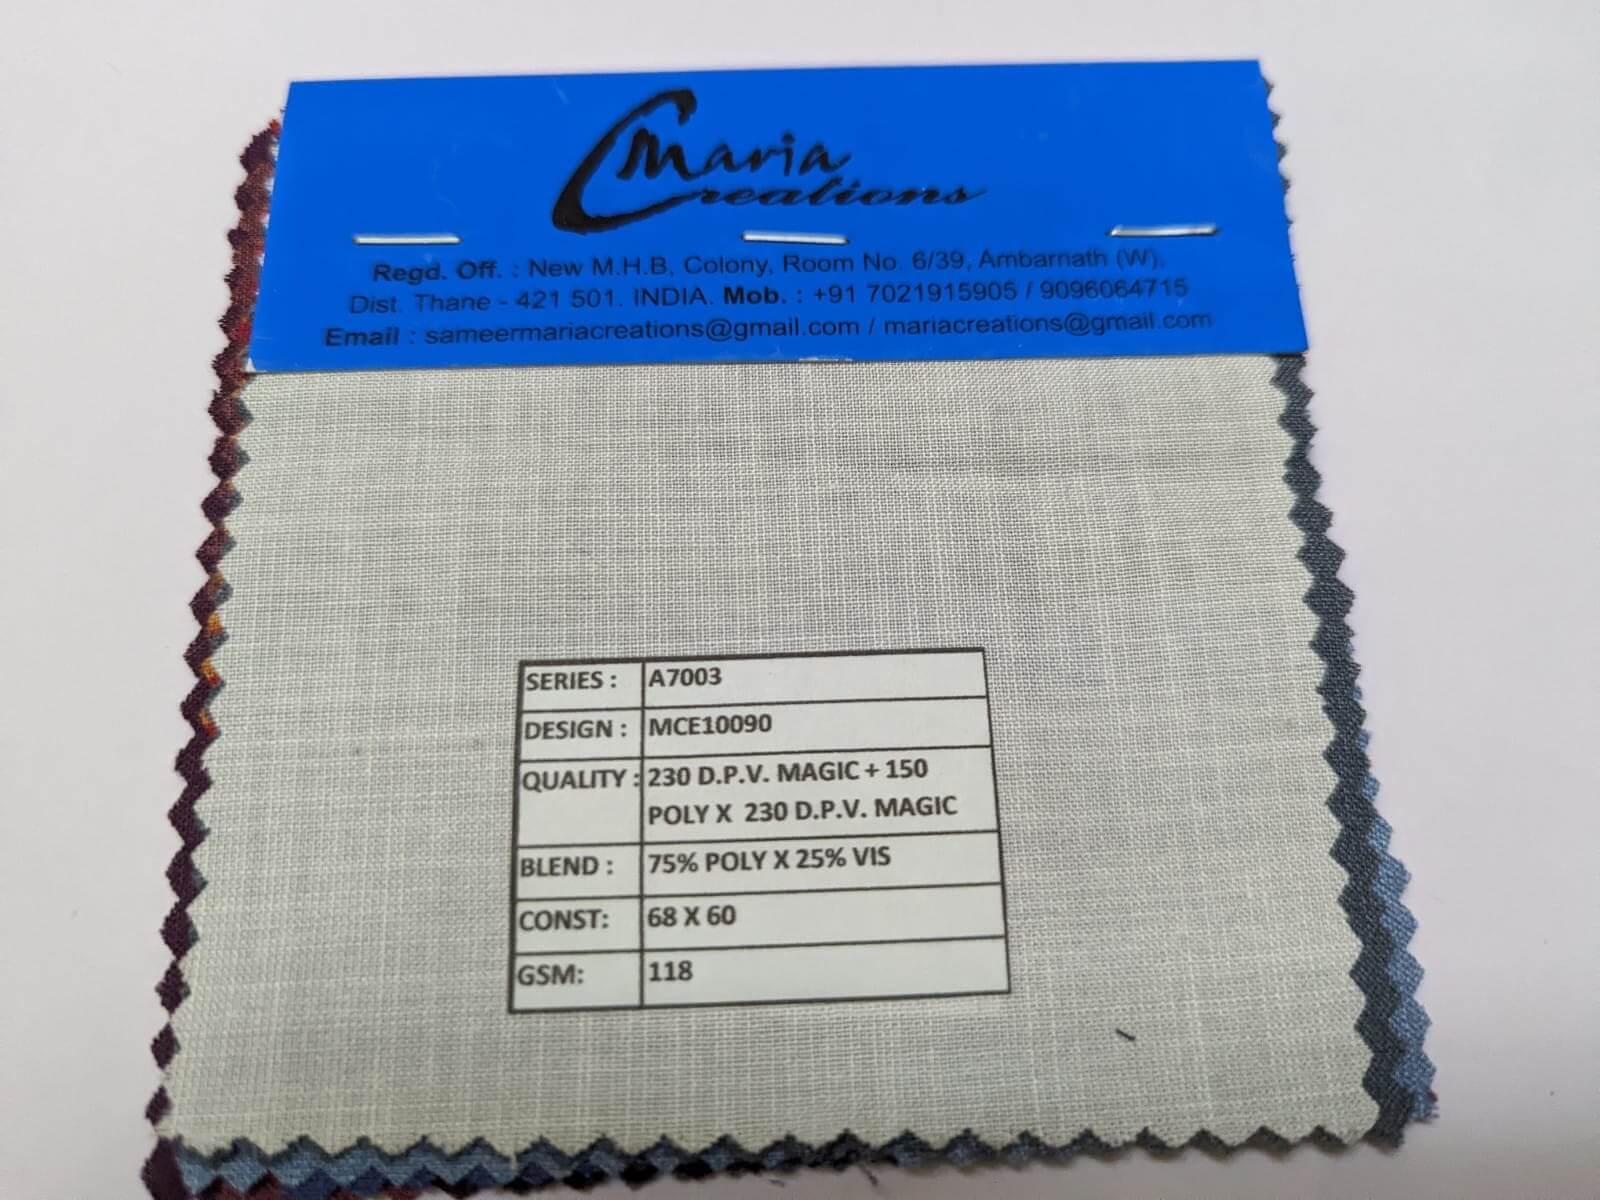 Maria
Creations
Regd. Off. : New M.H.B, Colony, Room No. 6/39, Ambarnath (W),
Dist. Thane - 421 501. INDIA. Mob. : +91 7021915905 / 9096064715
Email : sameermariacreations@gmail.com / mariacreations@gmail.com
SERIES : A7003
DESIGN : MCE10090
QUALITY : 230 D.P.V. MAGIC + 150
POLY X 230 D.P.V. MAGIC
BLEND : 75% POLY X 25% VIS
CONST: 68 X 60
GSM: 118